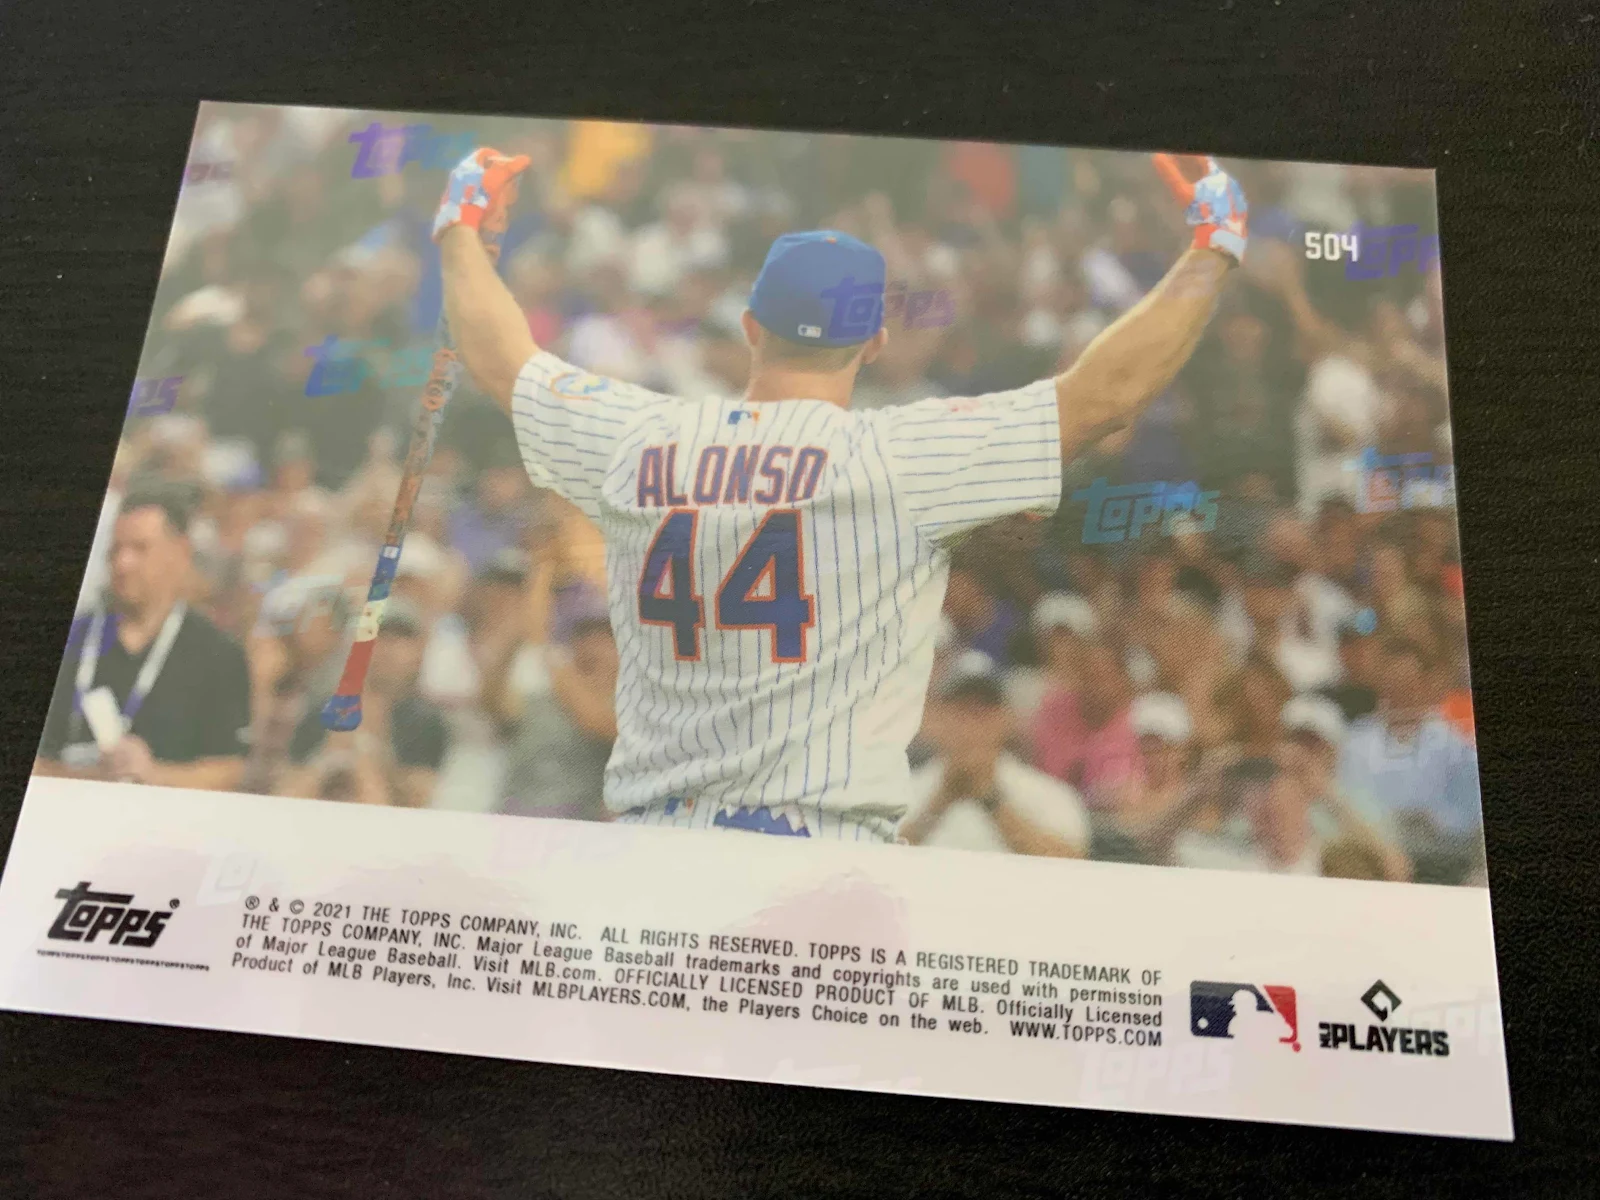 504
ALONSO
44
topps®
® & © 2021 THE TOPPS COMPANY, INC. ALL RIGHTS RESERVED. TOPPS IS A REGISTERED TRADEMARK OF
THE TOPPS COMPANY, INC. Major League Baseball trademarks and copyrights are used with permission
of Major League Baseball. Visit MLB.com. OFFICIALLY LICENSED PRODUCT OF MLB. Officially Licensed
Product of MLB Players, Inc. Visit MLBPLAYERS.COM, the Players Choice on the web. WWW.TOPPS.COM
MLB PLAYERS